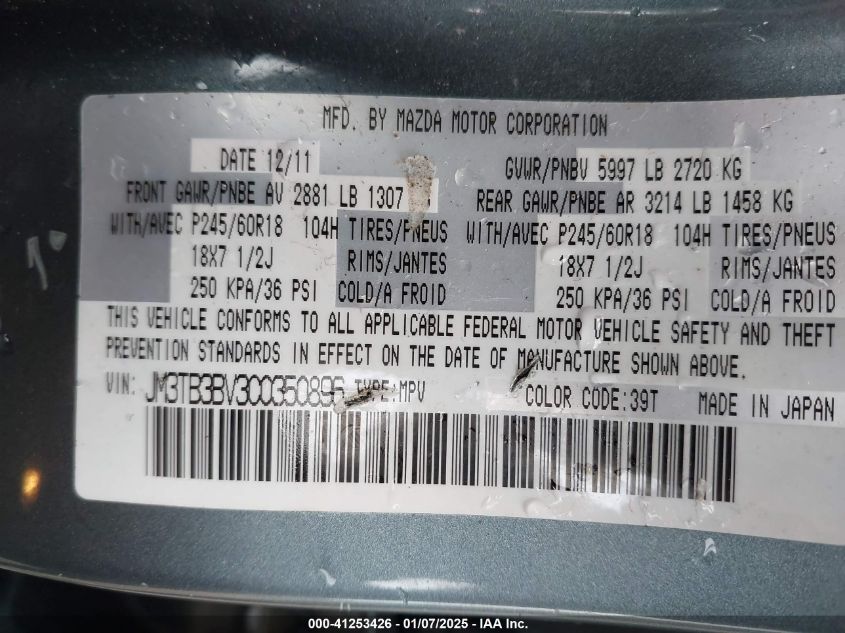 MFD. BY MAZDA MOTOR CORPORATION
DATE 12/11 GVWR/PNBV 5997 LB 2720 KG
FRONT GAWR/PNBE AV 2881 LB 1307 REAR GAWR/PNBE AR 3214 LB 1458 KG
WITH/AVEC P245/60R18 104H TIRES/PNEUS WITH/AVEC P245/60R18 104H TIRES/PNEUS
18X7 1/2J RIMS/JANTES 18X7 1/2J RIMS/JANTES
250 KPA/36 PSI COLD/A FROID 250 KPA/36 PSI COLD/A FROID
THIS VEHICLE CONFORMS TO ALL APPLICABLE FEDERAL MOTOR VEHICLE SAFETY AND THEFT
PREVENTION STANDARDS IN EFFECT ON THE DATE OF MANUFACTURE SHOWN ABOVE.
VIN: JM3TB3BV3C0350896 TYPE:MPV COLOR CODE:39T MADE IN JAPAN
000-41253426 - 01/07/2025 - © IAA Inc.